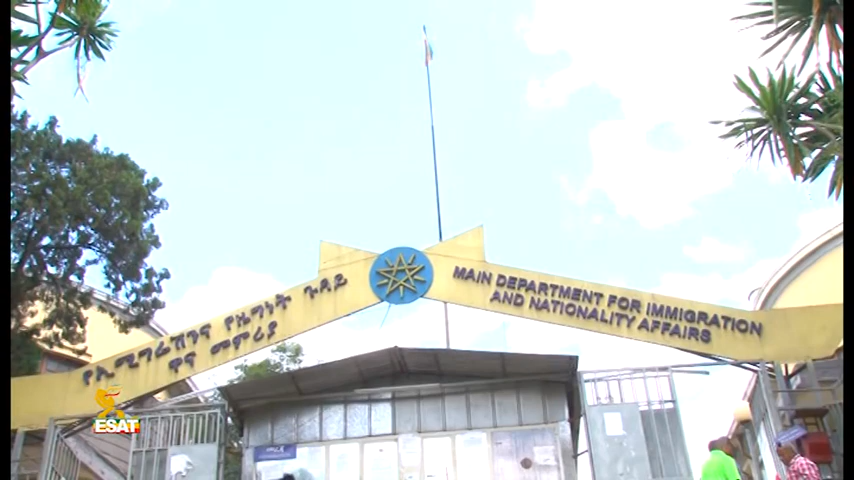 የኢሚግሬሽንና የዜግነት ጉዳይ
ዋና መምሪያ
MAIN DEPARTMENT FOR IMMIGRATION
AND NATIONALITY AFFAIRS
ESAT